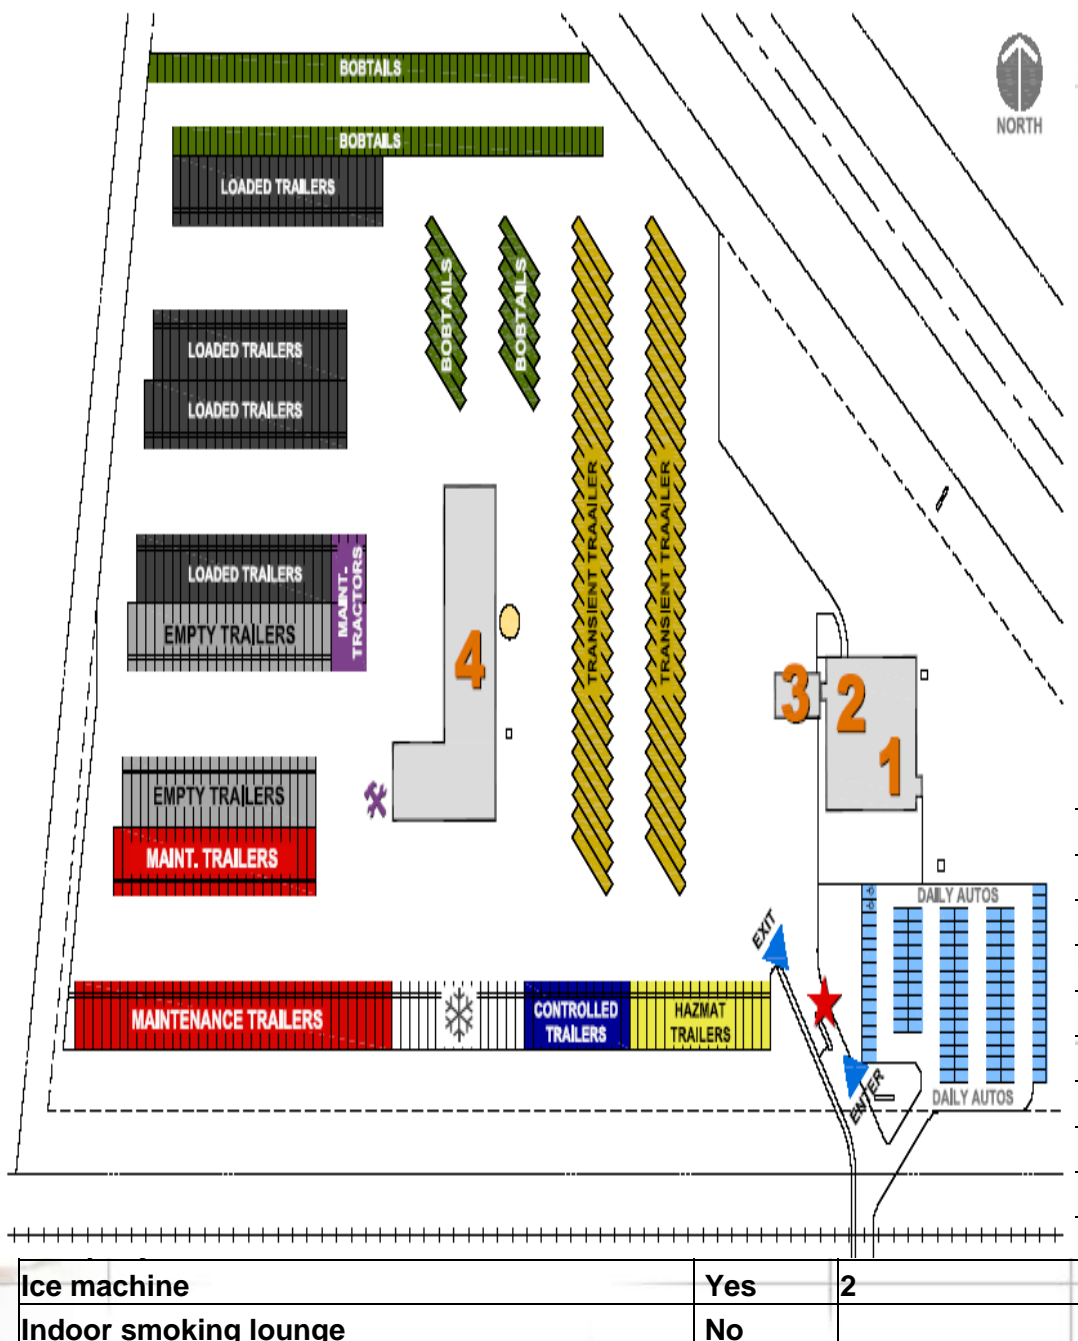 BOBTAILS
NORTH
BOBTAILS
LOADED TRAILERS
BOBTAILS
BOBTAILS
LOADED TRAILERS
LOADED TRAILERS
TRANSIENT TRAAILER
TRANSIENT TRAAILER
LOADED TRAILERS
MAINT.
TRACTORS
EMPTY TRAILERS
4
3
2
1
EMPTY TRAILERS
MAINT. TRAILERS
DAILY AUTOS
EXIT
MAINTENANCE TRAILERS
CONTROLLED
TRAILERS
HAZMAT
TRAILERS
ENTER
DAILY AUTOS
Ice machine Yes 2
Indoor smoking lounge No